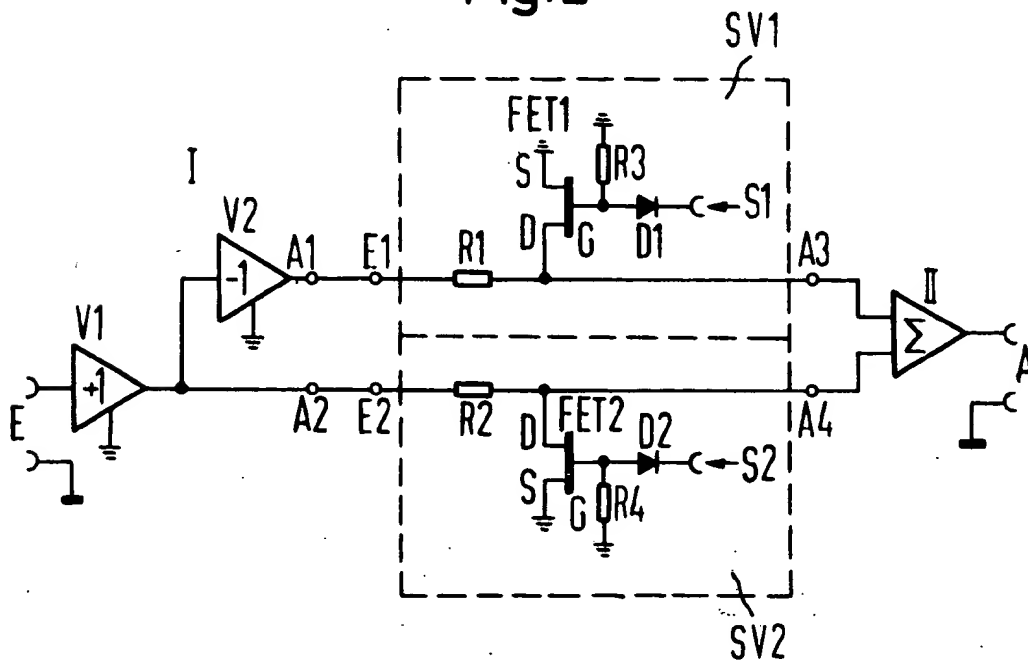 SV1
FET1
I
S
R3
V2
S1
D
G
D1
A1
E1
R1
A3
-1
II
V1
Σ
+1
A
E
A2
E2
R2
D
FET2
D2
A4
S2
S
G
R4
SV2